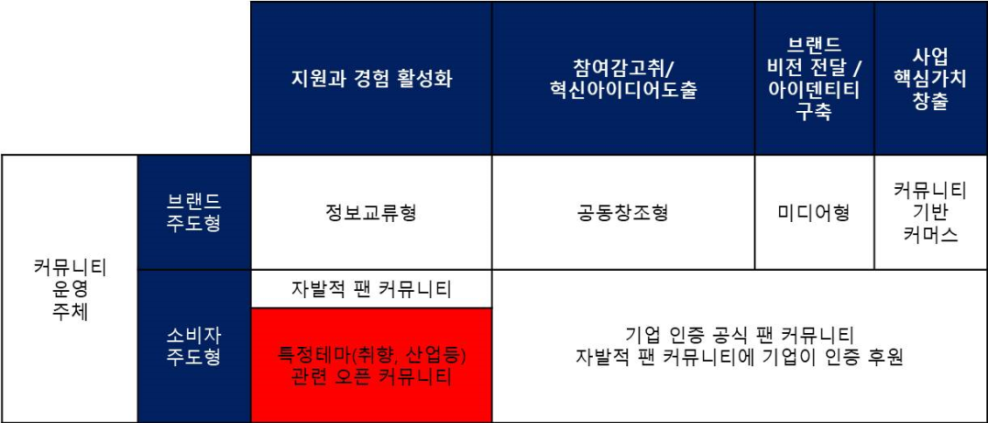 지원과 경험 활성화
참여감고취/
혁신아이디어도출
브랜드
비전 전달 /
아이덴티티
구축
사업
핵심가치
창출
커뮤니티
운영
주체
브랜드
주도형
정보교류형
공동창조형
미디어형
커뮤니티
기반
커머스
소비자
주도형
자발적 팬 커뮤니티
특정테마(취향, 산업등)
관련 오픈 커뮤니티
기업 인증 공식 팬 커뮤니티
자발적 팬 커뮤니티에 기업이 인증 후원